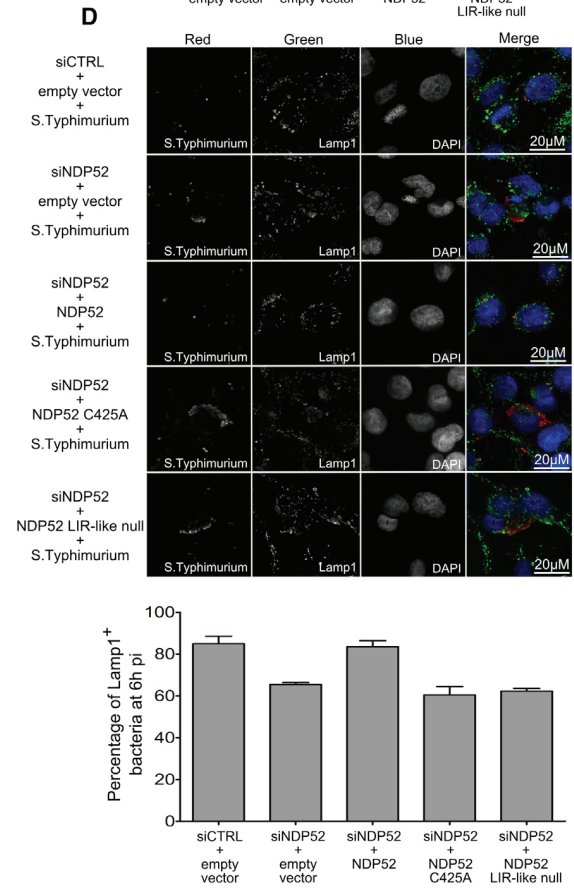 empty vector empty vector NDP52 NDP52
LIR-like null
D
Red Green Blue Merge
siCTRL
+
empty vector
+
S.Typhimurium
S.Typhimurium Lamp1 DAPI 20µM
siNDP52
+
empty vector
+
S.Typhimurium
S.Typhimurium Lamp1 DAPI 20µM
siNDP52
+
NDP52
+
S.Typhimurium
S.Typhimurium Lamp1 DAPI 20µM
siNDP52
+
NDP52 C425A
+
S.Typhimurium
S.Typhimurium Lamp1 DAPI 20µM
siNDP52
+
NDP52 LIR-like null
+
S.Typhimurium
S.Typhimurium Lamp1 DAPI 20µM
Percentage of Lamp1+
bacteria at 6h pi
100
80
60
40
20
0
siCTRL siNDP52 siNDP52 siNDP52 siNDP52
+ + + + +
empty empty NDP52 NDP52 NDP52
vector vector C425A LIR-like null